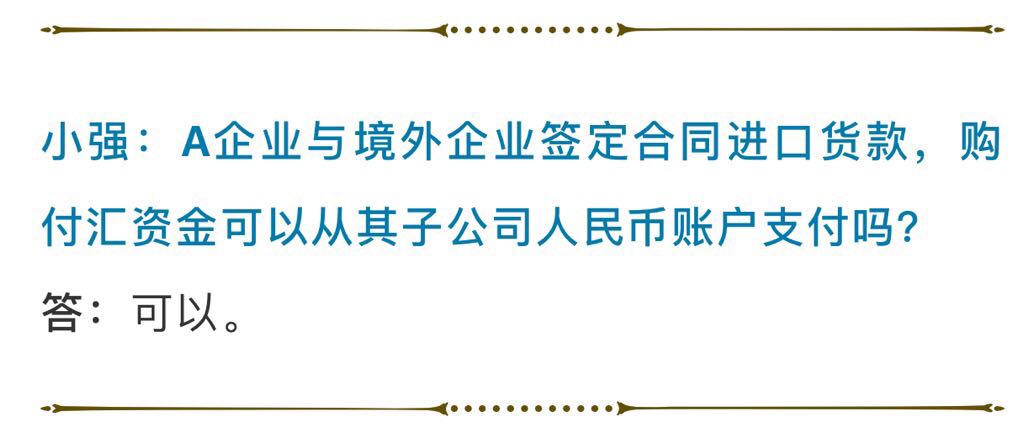 小强：A企业与境外企业签定合同进口货款，购
付汇资金可以从其子公司人民币账户支付吗？
答：可以。